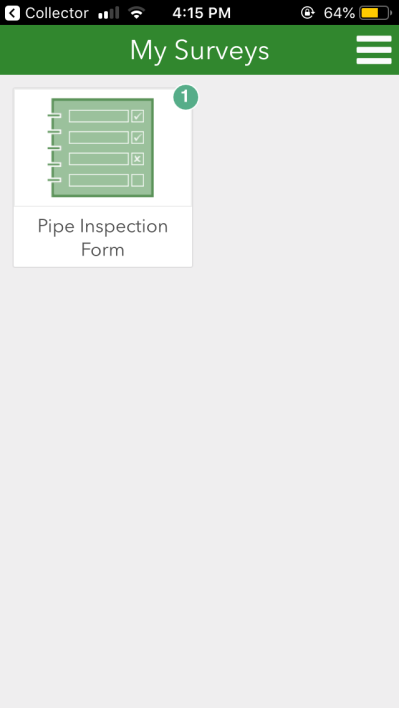 Collector 4:15 PM 64%
My Surveys
1
Pipe Inspection
Form